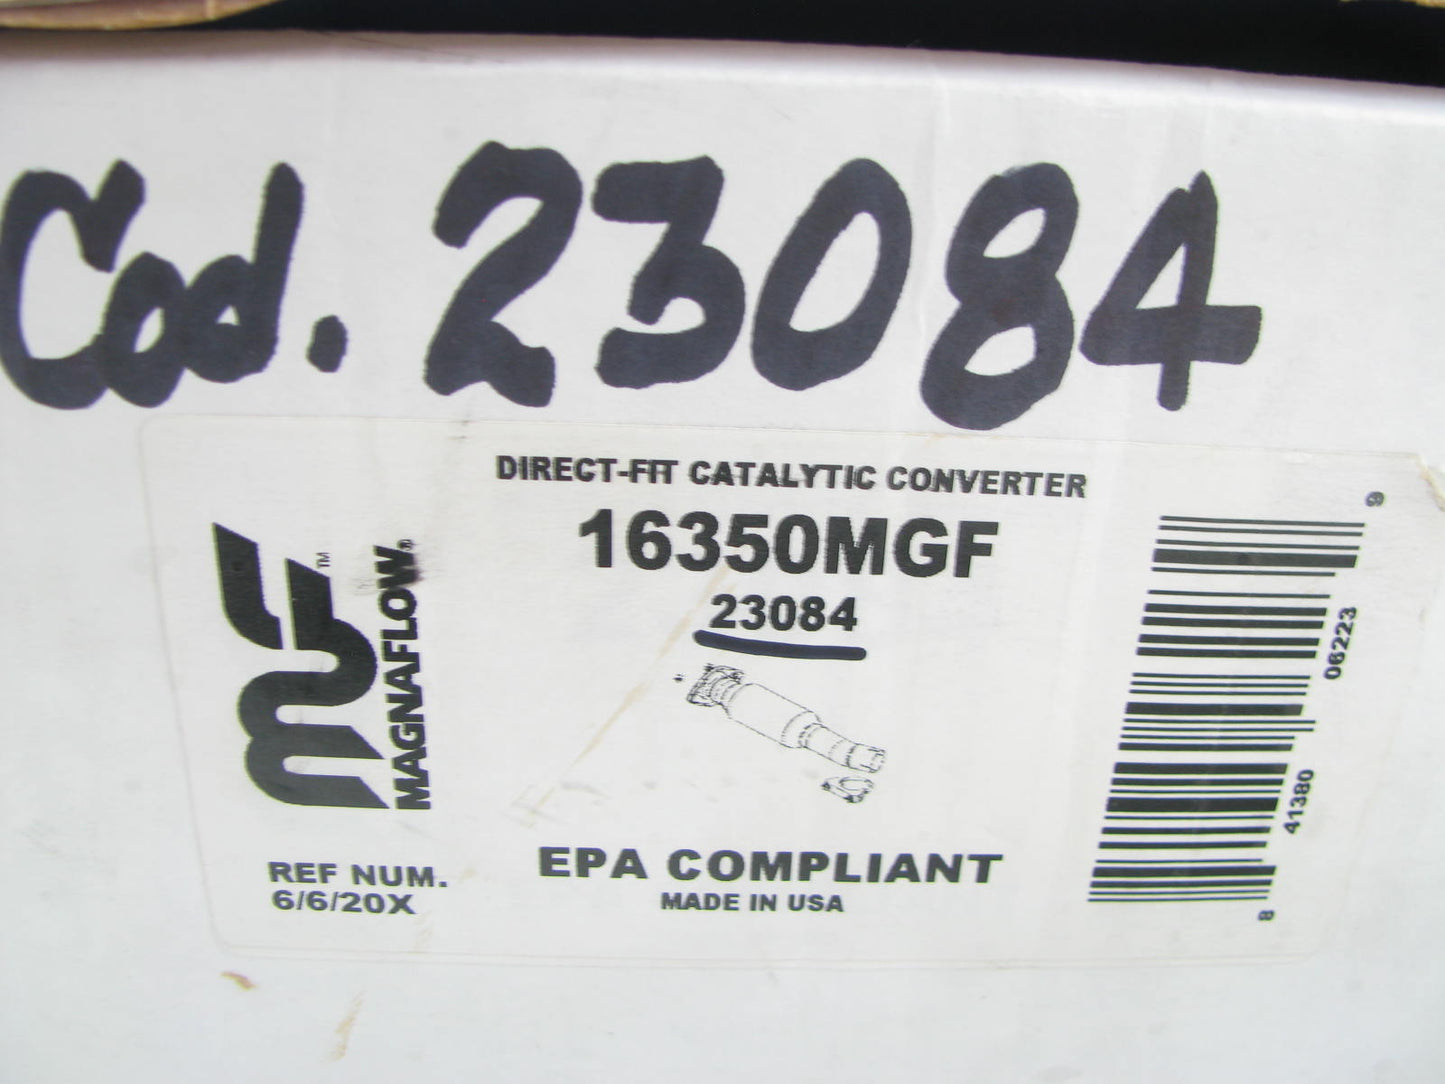 Cod. 23084
DIRECT-FIT CATALYTIC CONVERTER
16350MGF
23084
MAGNAFLOW®
TM
EPA COMPLIANT
MADE IN USA
REF NUM.
6/6/20X
8 41380 06223 9